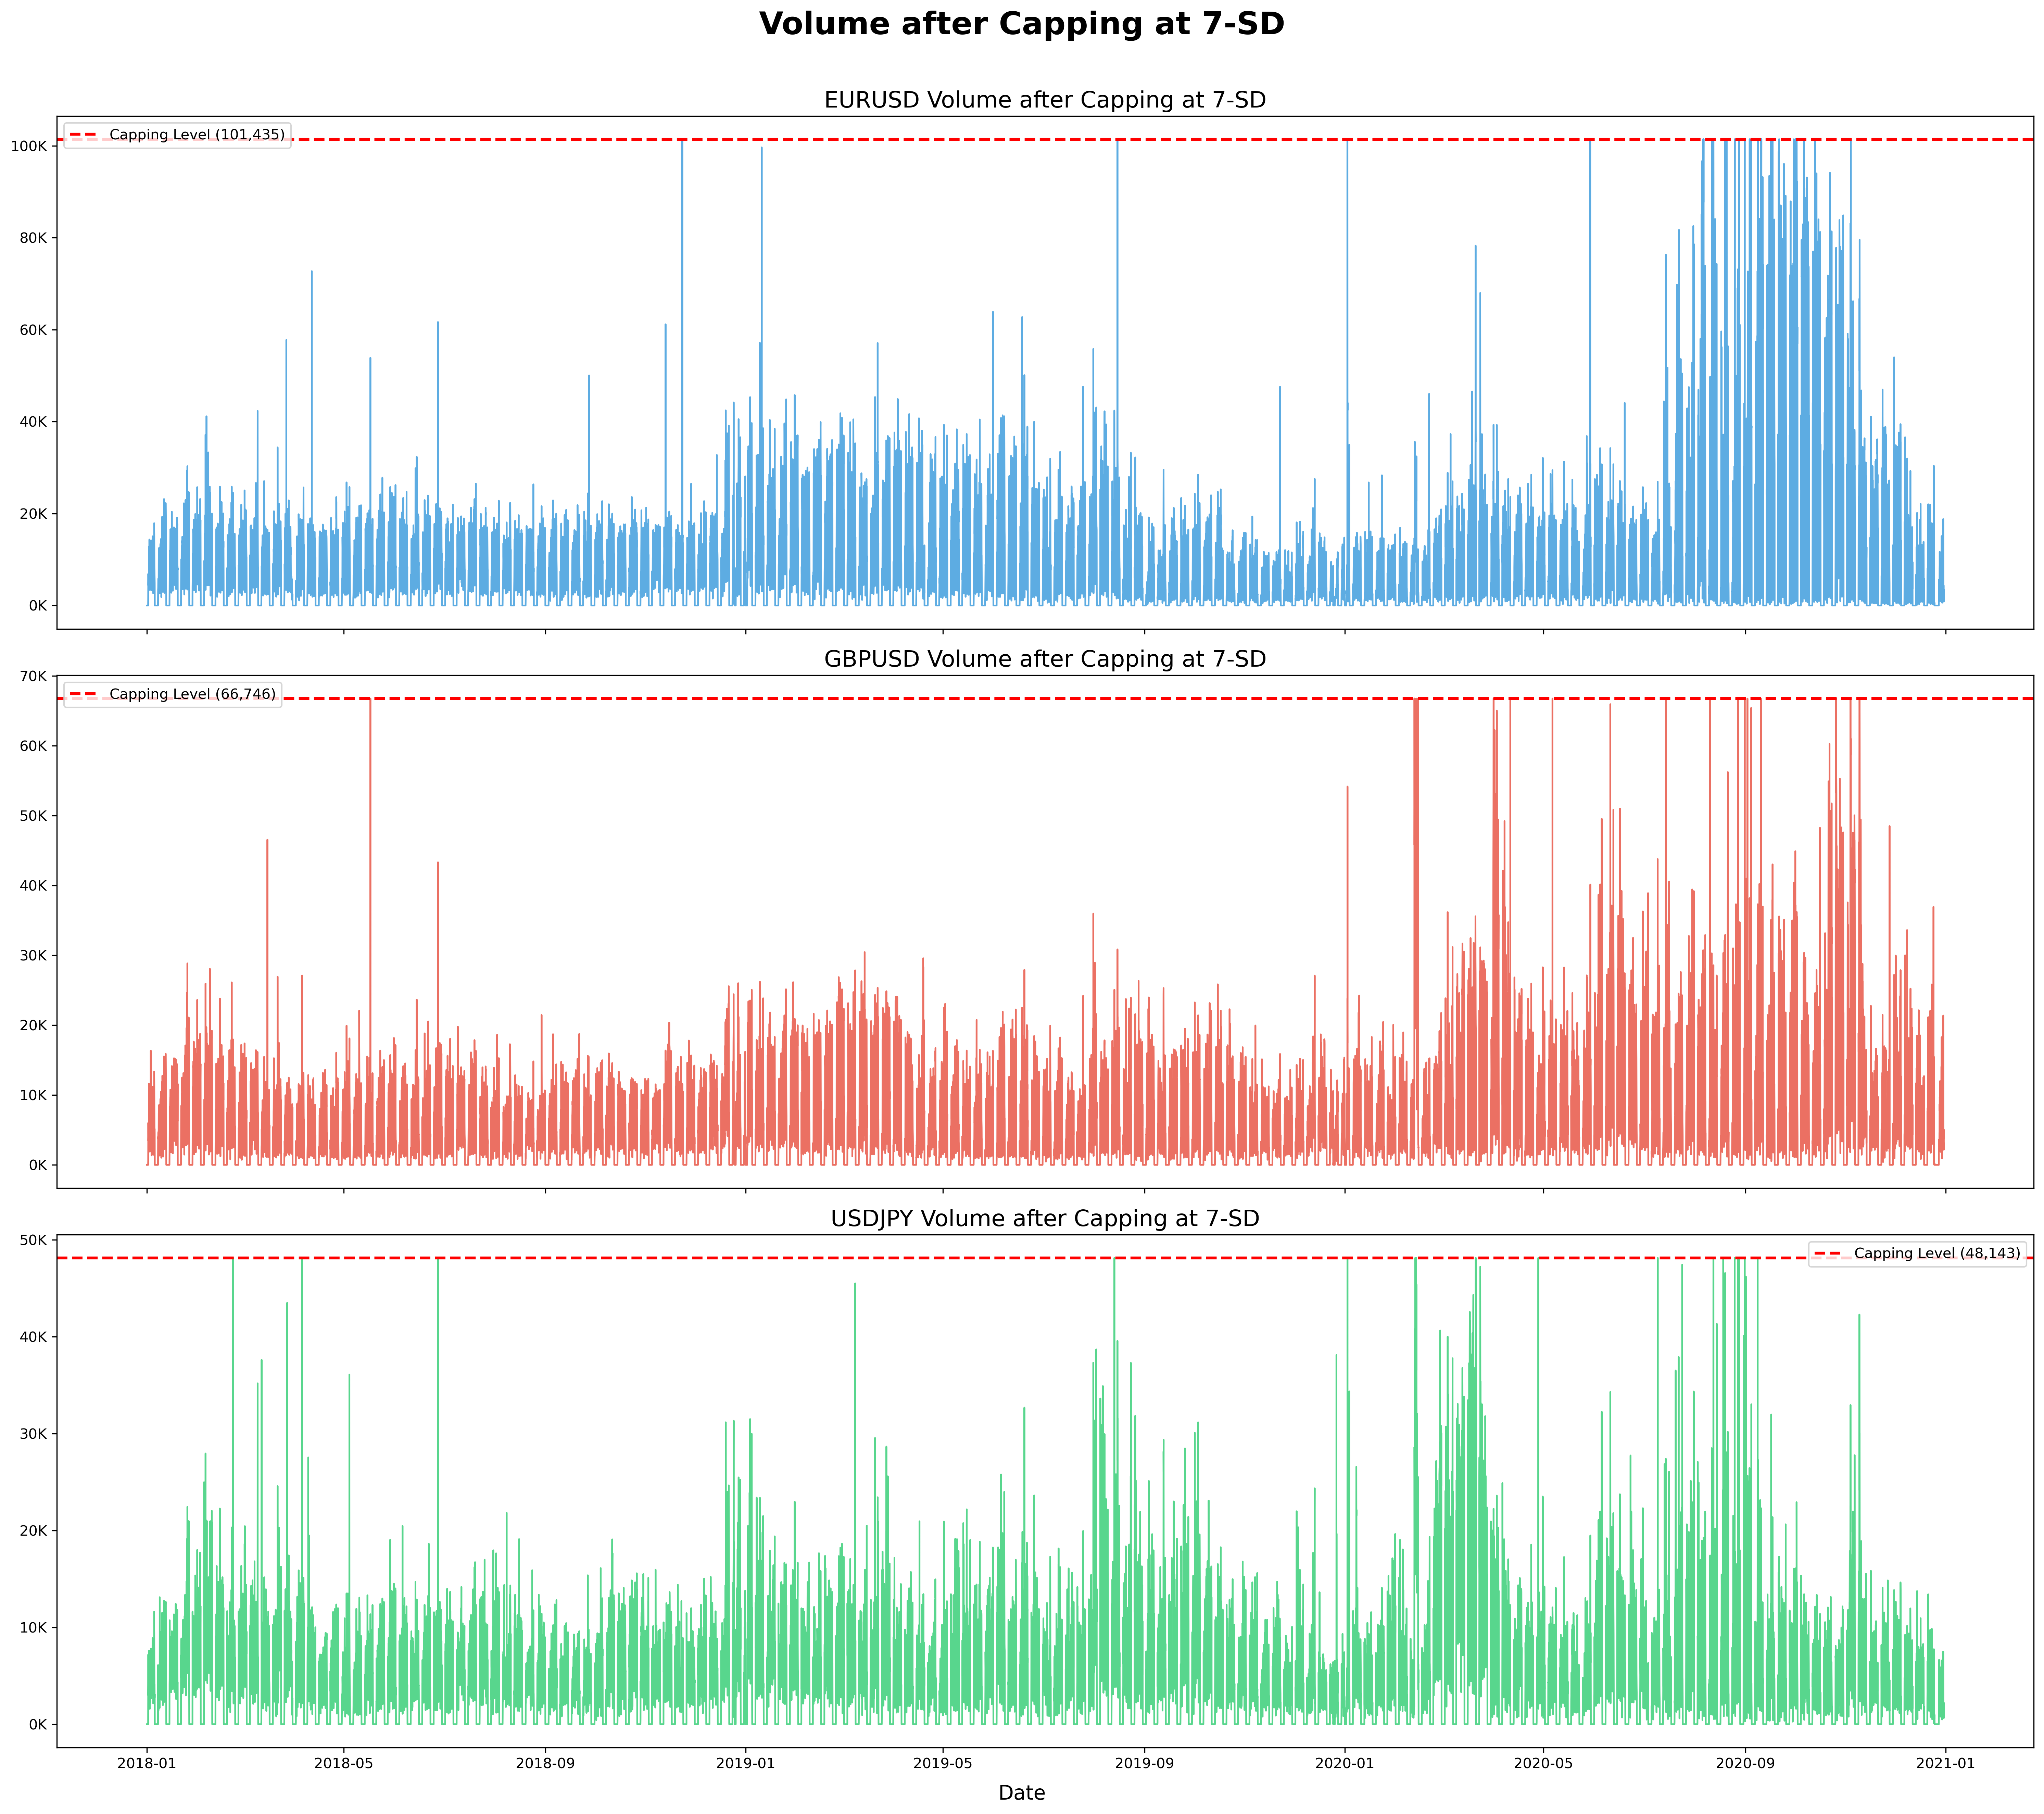 Volume after Capping at 7-SD
EURUSD Volume after Capping at 7-SD
Capping Level (101,435)
100K
80K
60K
40K
20K
0K
GBPUSD Volume after Capping at 7-SD
Capping Level (66,746)
70K
60K
50K
40K
30K
20K
10K
0K
USDJPY Volume after Capping at 7-SD
Capping Level (48,143)
50K
40K
30K
20K
10K
0K
2018-01 2018-05 2018-09 2019-01 2019-05 2019-09 2020-01 2020-05 2020-09 2021-01
Date